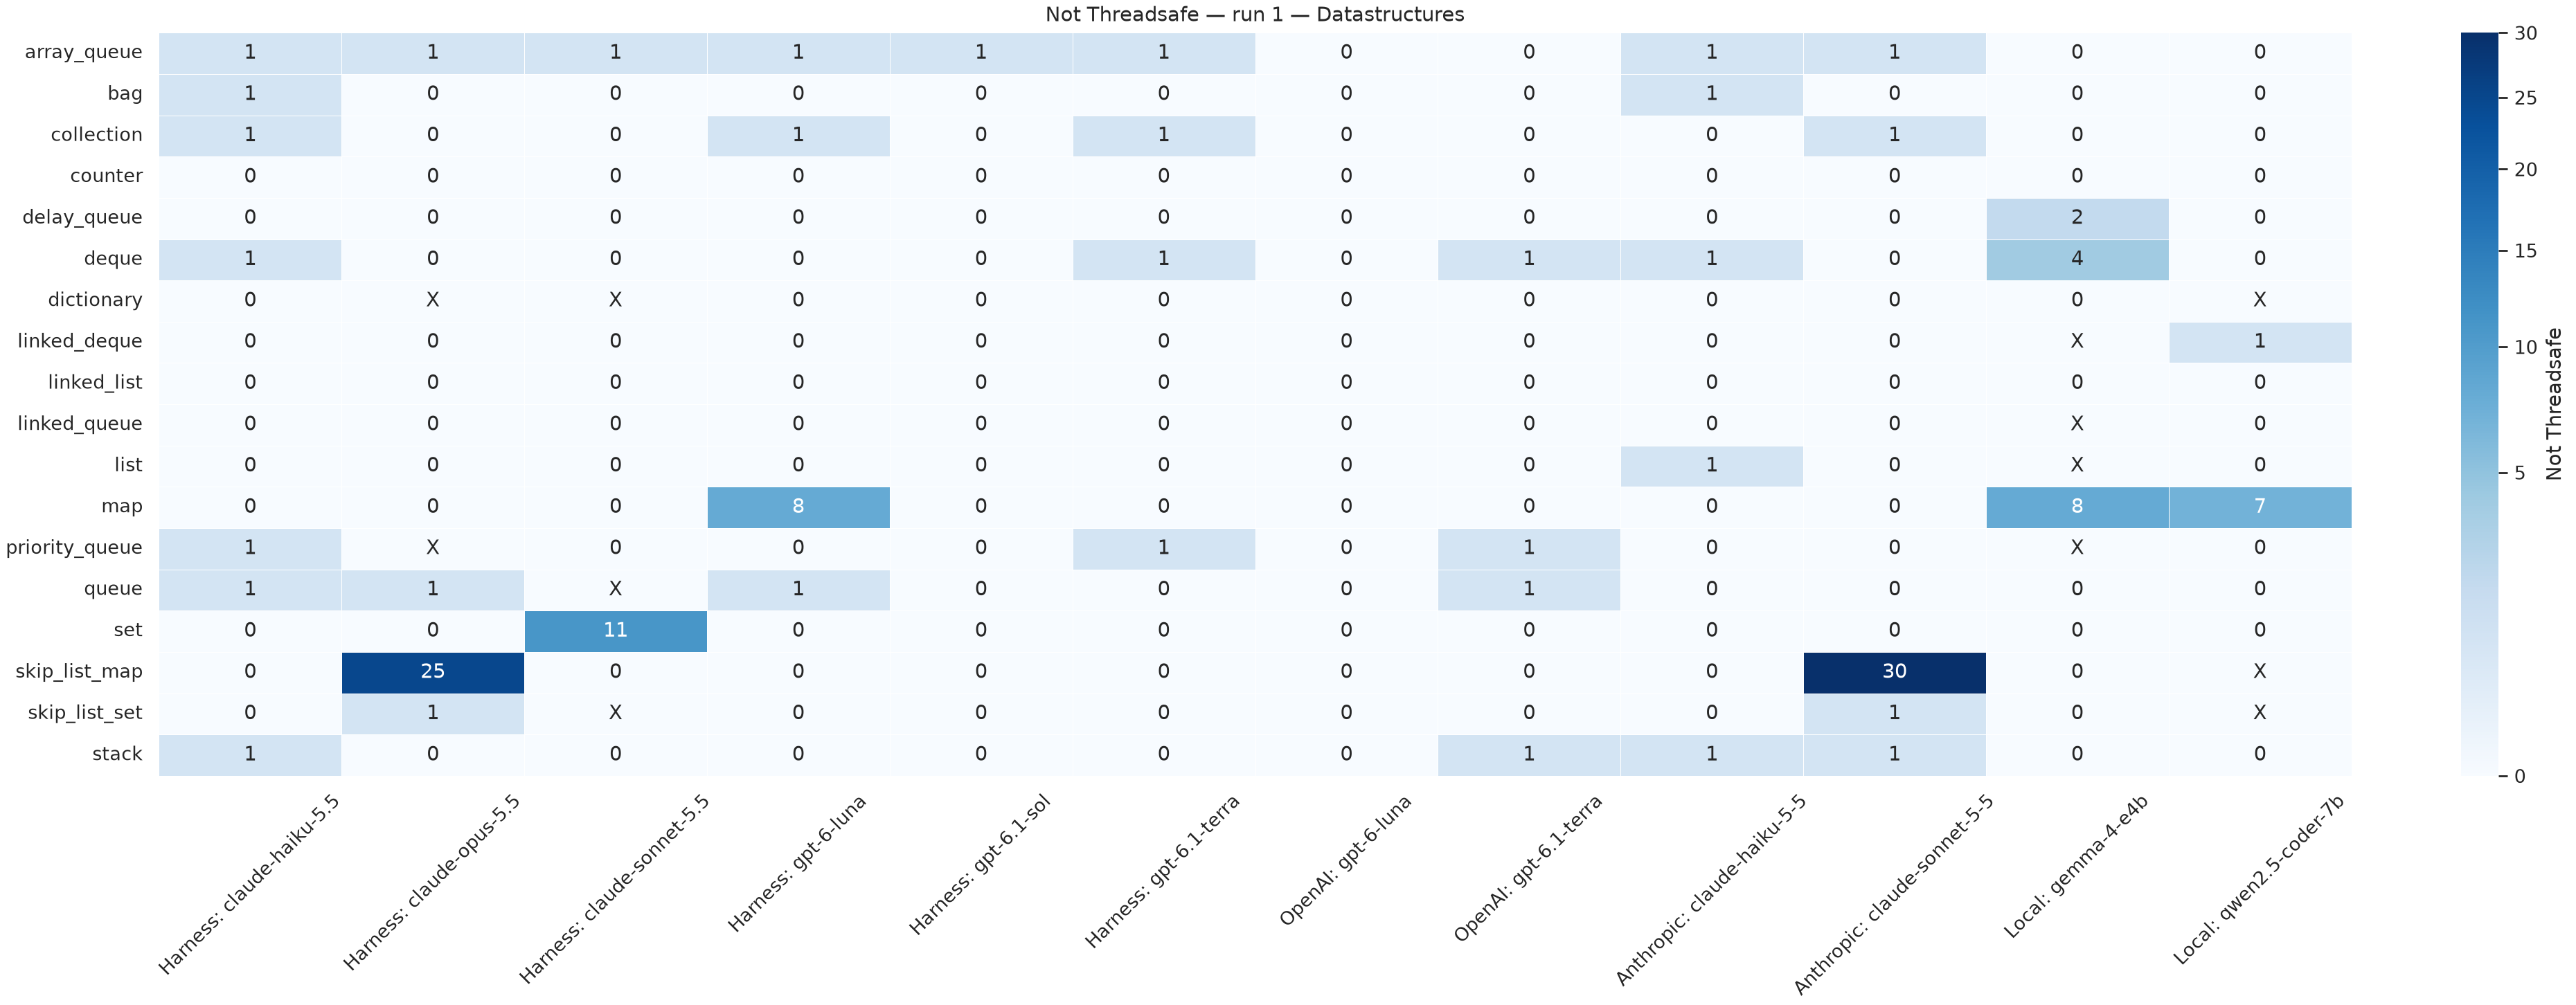 Not Threadsafe — run 1 — Datastructures
array_queue 1 1 1 1 1 1 0 0 1 1 0 0
bag 1 0 0 0 0 0 0 0 1 0 0 0
collection 1 0 0 1 0 1 0 0 0 1 0 0
counter 0 0 0 0 0 0 0 0 0 0 0 0
delay_queue 0 0 0 0 0 0 0 0 0 0 2 0
deque 1 0 0 0 0 1 0 1 1 0 4 0
dictionary 0 X X 0 0 0 0 0 0 0 0 X
linked_deque 0 0 0 0 0 0 0 0 0 0 X 1
linked_list 0 0 0 0 0 0 0 0 0 0 0 0
linked_queue 0 0 0 0 0 0 0 0 0 0 X 0
list 0 0 0 0 0 0 0 0 1 0 X 0
map 0 0 0 8 0 0 0 0 0 0 8 7
priority_queue 1 X 0 0 0 1 0 1 0 0 X 0
queue 1 1 X 1 0 0 0 1 0 0 0 0
set 0 0 11 0 0 0 0 0 0 0 0 0
skip_list_map 0 25 0 0 0 0 0 0 0 30 0 X
skip_list_set 0 1 X 0 0 0 0 0 0 1 0 X
stack 1 0 0 0 0 0 0 1 1 1 0 0
Harness: claude-haiku-5.5
Harness: claude-opus-5.5
Harness: claude-sonnet-5.5
Harness: gpt-6-luna
Harness: gpt-6.1-sol
Harness: gpt-6.1-terra
OpenAI: gpt-6-luna
OpenAI: gpt-6.1-terra
Anthropic: claude-haiku-5-5
Anthropic: claude-sonnet-5-5
Local: gemma-4-e4b
Local: qwen2.5-coder-7b
30
25
20
15
10
5
0
Not Threadsafe